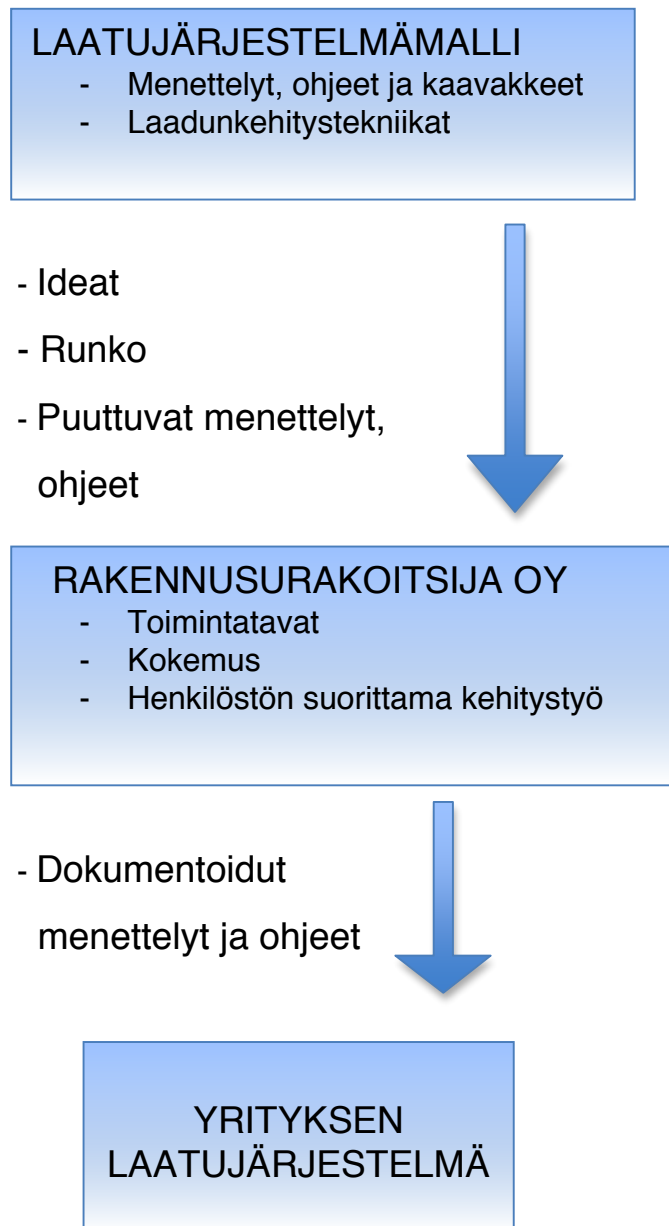 LAATUJÄRJESTELMÄMALLI
- Menettelyt, ohjeet ja kaavakkeet
- Laadunkehitystekniikat
- Ideat
- Runko
- Puuttuvat menettelyt,
ohjeet
RAKENNUSURAKOITSIJA OY
- Toimintatavat
- Kokemus
- Henkilöstön suorittama kehitystyö
- Dokumentoidut
menettelyt ja ohjeet
YRITYKSEN
LAATUJÄRJESTELMÄ